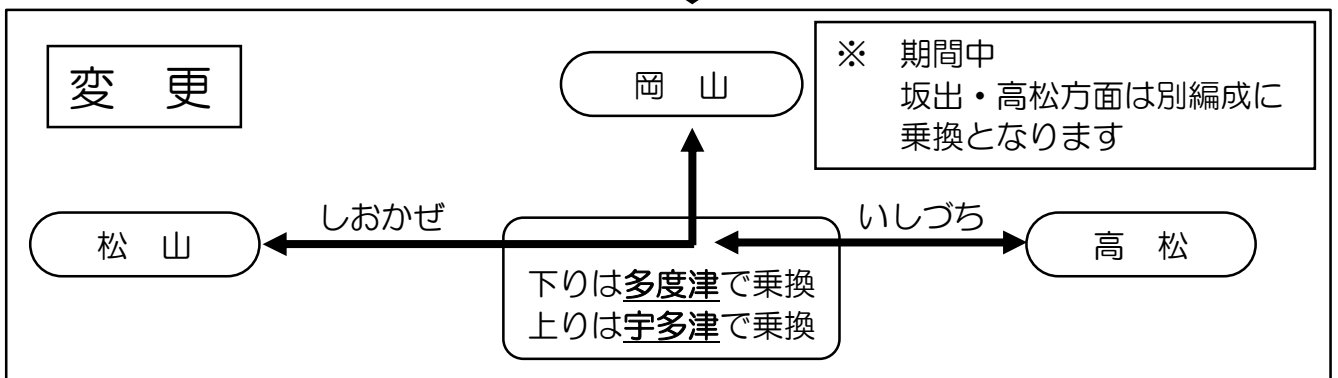 変 更
岡 山
※ 期間中
坂出・高松方面は別編成に
乗換となります
しおかぜ
いしづち
松 山
高 松
下りは多度津で乗換
上りは宇多津で乗換